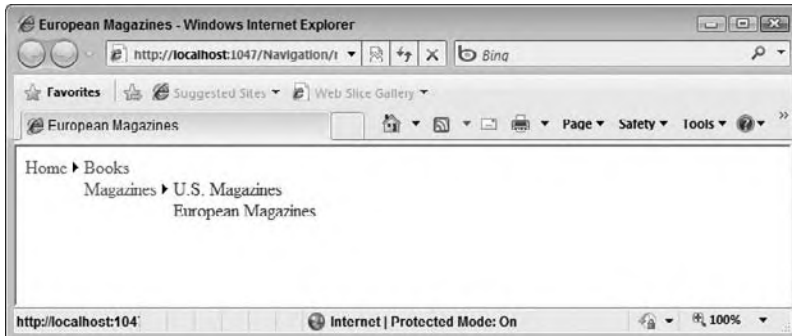 European Magazines - Windows Internet Explorer
http://localhost:1047/Navigation/r
Bing
Favorites Suggested Sites Web Slice Gallery
European Magazines Page Safety Tools »
Home Books
Magazines U.S. Magazines
European Magazines
http://localhost:104 Internet | Protected Mode: On 100%